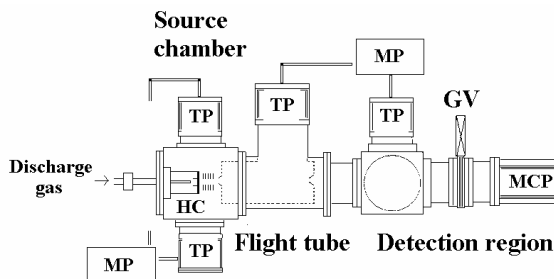 Source
chamber
MP
TP
TP
TP
GV
Discharge
gas
HC
MCP
TP
MP
Flight tube
Detection region